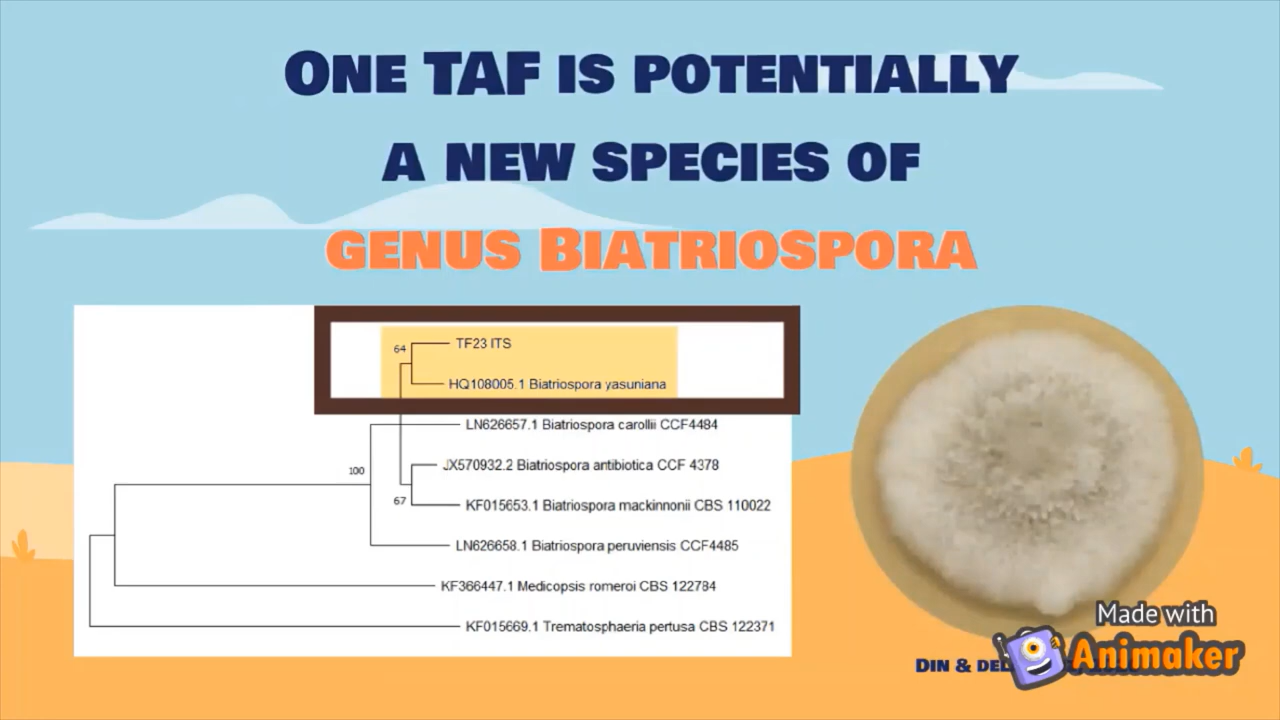 ONE TAF IS POTENTIALLY
A NEW SPECIES OF
GENUS BIATRIOSPORA
TF23 ITS
64
HQ108005.1 Biatriospora yasuniana
LN626657.1 Biatriospora carollii CCF4484
JX570932.2 Biatriospora antibiotica CCF 4378
100
67
KF015653.1 Biatriospora mackinnonii CBS 110022
LN626658.1 Biatriospora peruviensis CCF4485
KF366447.1 Medicopsis romeroi CBS 122784
KF015669.1 Trematosphaeria pertusa CBS 122371
Made with
Animaker
DIN &